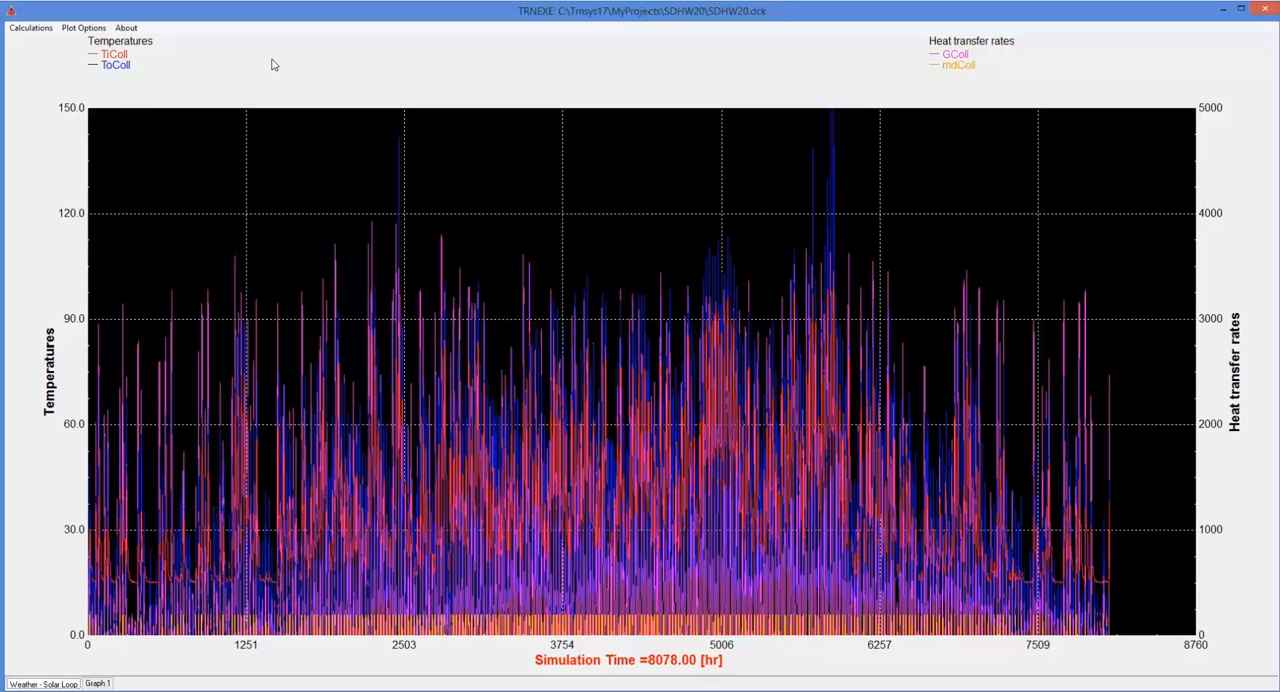 TRNEXE: C:\Trnsys17\MyProjects\SDHW20\SDHW20.dck
Calculations Plot Options About
Temperatures
TiColl
ToColl
Heat transfer rates
GColl
mdColl
150.0
120.0
90.0
60.0
30.0
0.0
Temperatures
5000
4000
3000
2000
1000
0
Heat transfer rates
0 1251 2503 3754 5006 6257 7509 8760
Simulation Time =8078.00 [hr]
Weather - Solar Loop Graph 1